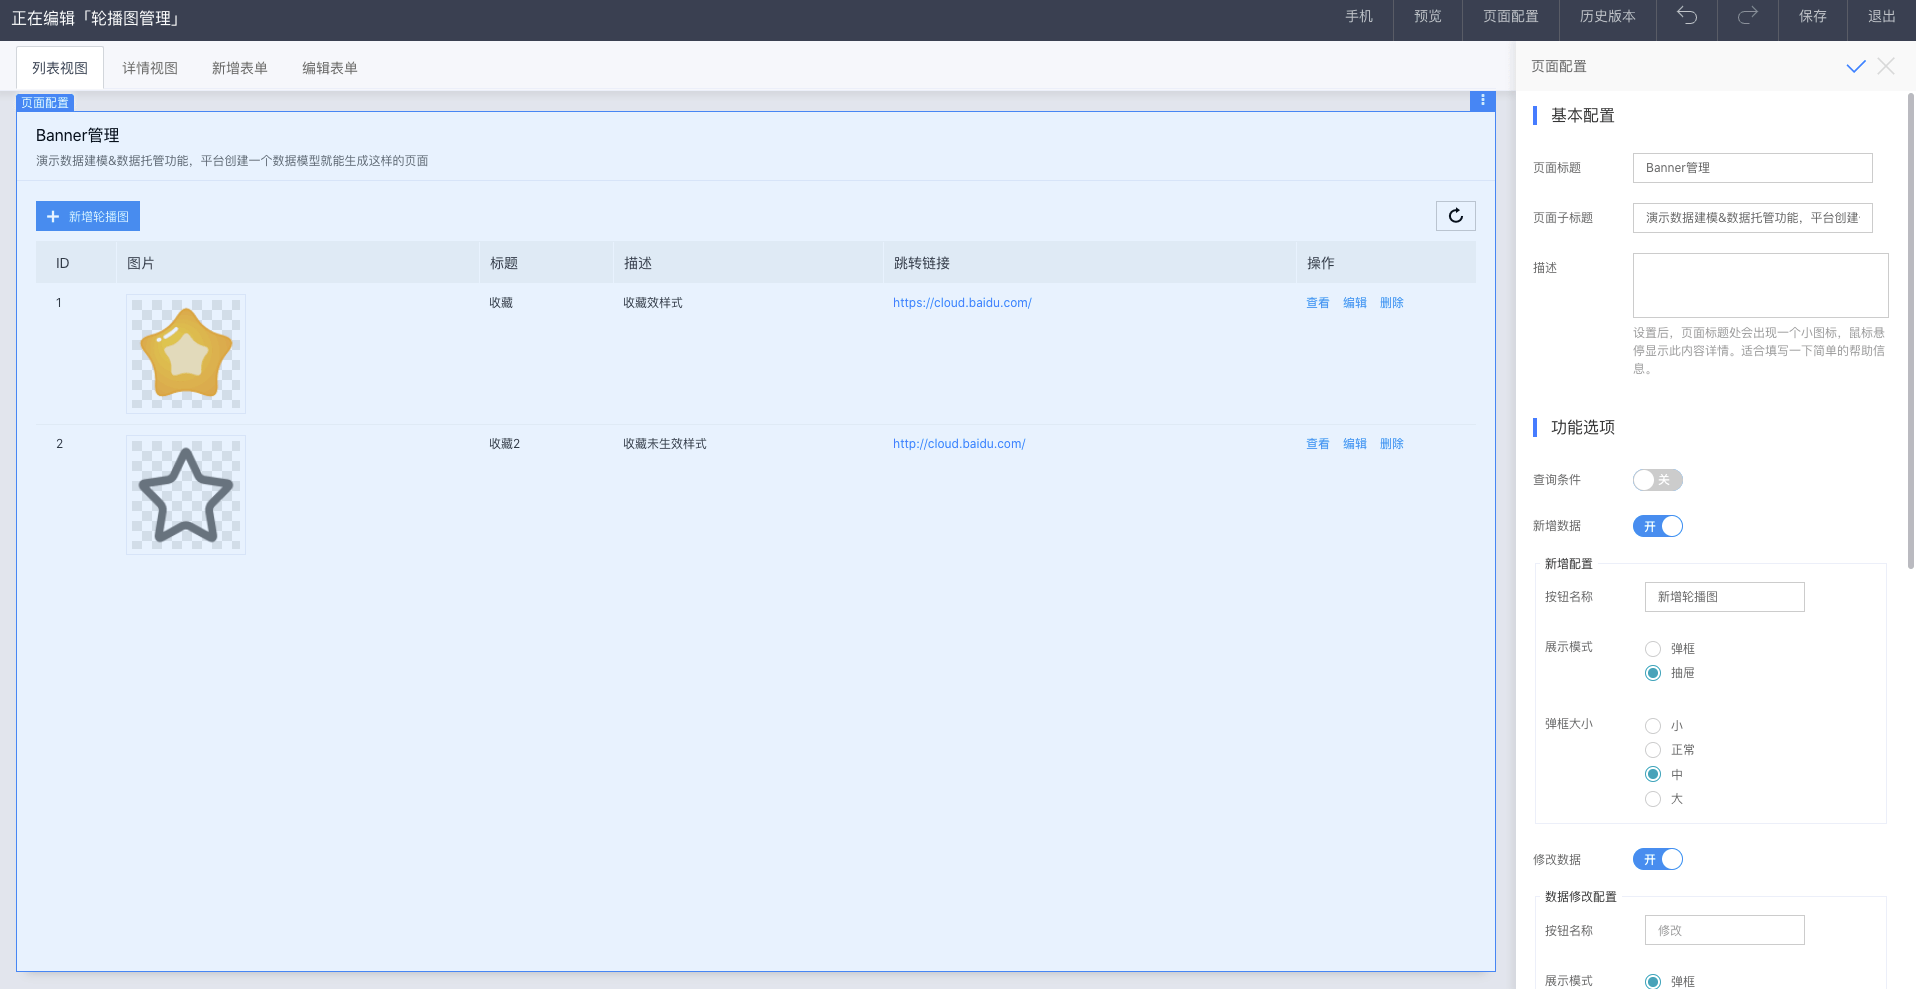 正在编辑「轮播图管理」
手机 预览 页面配置 历史版本 保存 退出
列表视图 详情视图 新增表单 编辑表单
页面配置
Banner管理
演示数据建模&数据托管功能，平台创建一个数据模型就能生成这样的页面
新增轮播图
ID 图片 标题 描述 跳转链接 操作
1 收藏 收藏效样式 https://cloud.baidu.com/ 查看 编辑 删除
2 收藏2 收藏未生效样式 http://cloud.baidu.com/ 查看 编辑 删除
页面配置
基本配置
页面标题 Banner管理
页面子标题 演示数据建模&数据托管功能，平台创建
描述
设置后，页面标题处会出现一个小图标，鼠标悬
停显示此内容详情。适合填写一下简单的帮助信
息。
功能选项
查询条件 关
新增数据 开
新增配置
按钮名称 新增轮播图
展示模式 弹框
抽屉
弹框大小 小
正常
中
大
修改数据 开
数据修改配置
按钮名称 修改
展示模式 弹框